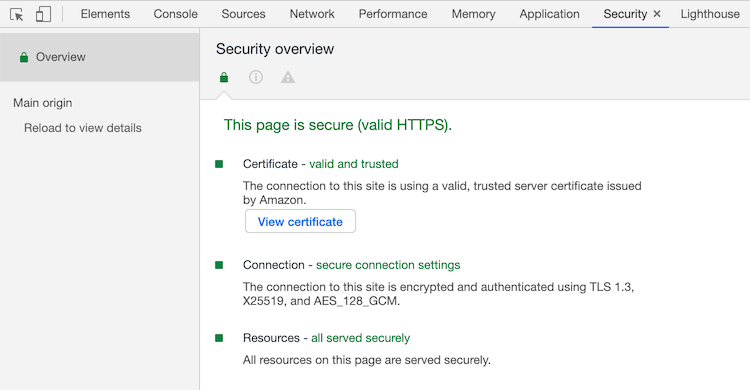 Elements Console Sources Network Performance Memory Application Security × Lighthouse
Overview
Main origin
Reload to view details
Security overview
This page is secure (valid HTTPS).
Certificate - valid and trusted
The connection to this site is using a valid, trusted server certificate issued
by Amazon.
View certificate
Connection - secure connection settings
The connection to this site is encrypted and authenticated using TLS 1.3,
X25519, and AES_128_GCM.
Resources - all served securely
All resources on this page are served securely.